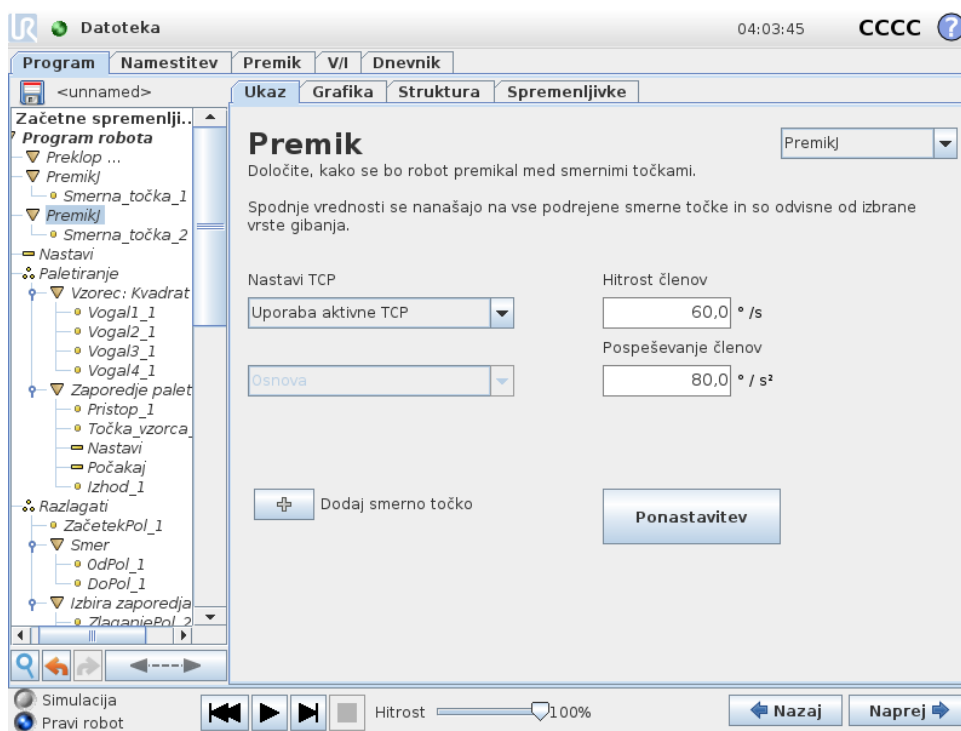 UR Datoteka 04:03:45 CCCC ?
Program Namestitev Premik V/I Dnevnik
<unnamed>
Ukaz Grafika Struktura Spremenljivke
Začetne spremenlji..
Program robota
Preklop ...
PremikJ
Smerna_točka_1
PremikJ
Smerna_točka_2
Nastavi
Paletiranje
Vzorec: Kvadrat
Vogal1_1
Vogal2_1
Vogal3_1
Vogal4_1
Zaporedje palet
Pristop_1
Točka_vzorca_
Nastavi
Počakaj
Izhod_1
Razlagati
ZačetekPol_1
Smer
OdPol_1
DoPol_1
Izbira zaporedja
ZlaganjePol_2
Premik
PremikJ
Določite, kako se bo robot premikal med smernimi točkami.
Spodnje vrednosti se nanašajo na vse podrejene smerne točke in so odvisne od izbrane
vrste gibanja.
Nastavi TCP
Uporaba aktivne TCP
Osnova
Hitrost členov
60,0 ° /s
Pospeševanje členov
80,0 ° / s²
Dodaj smerno točko
Ponastavitev
Simulacija
Pravi robot
Hitrost 100%
Nazaj
Naprej